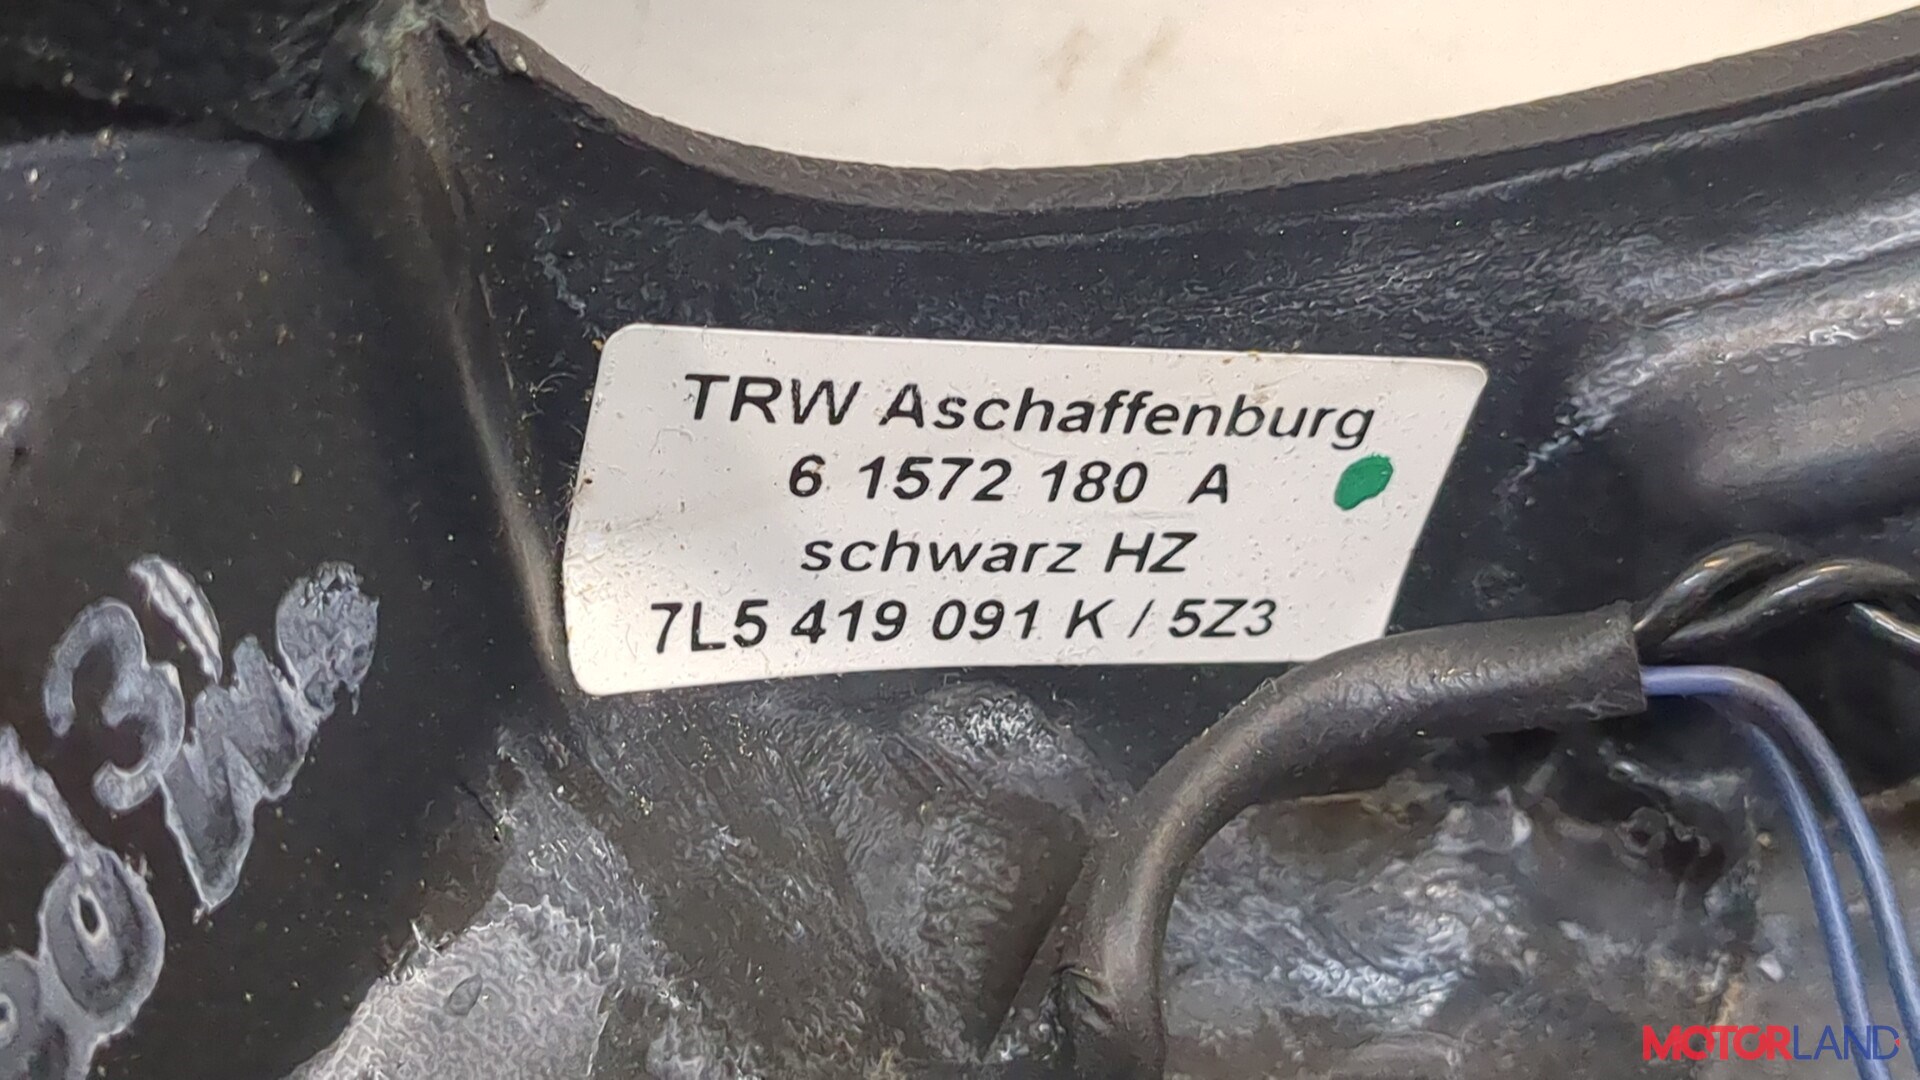 TRW Aschaffenburg
6 1572 180 A
schwarz HZ
7L5 419 091 K / 5Z3
MOTORLAND